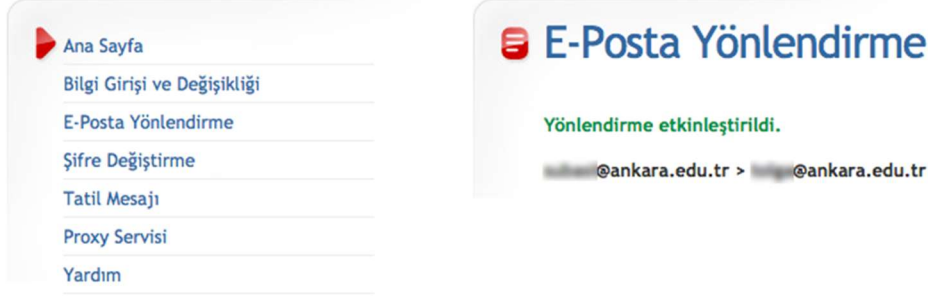 Ana Sayfa
Bilgi Girişi ve Değişikliği
E-Posta Yönlendirme
Şifre Değiştirme
Tatil Mesajı
Proxy Servisi
Yardım
E-Posta Yönlendirme
Yönlendirme etkinleştirildi.
@ankara.edu.tr > @ankara.edu.tr